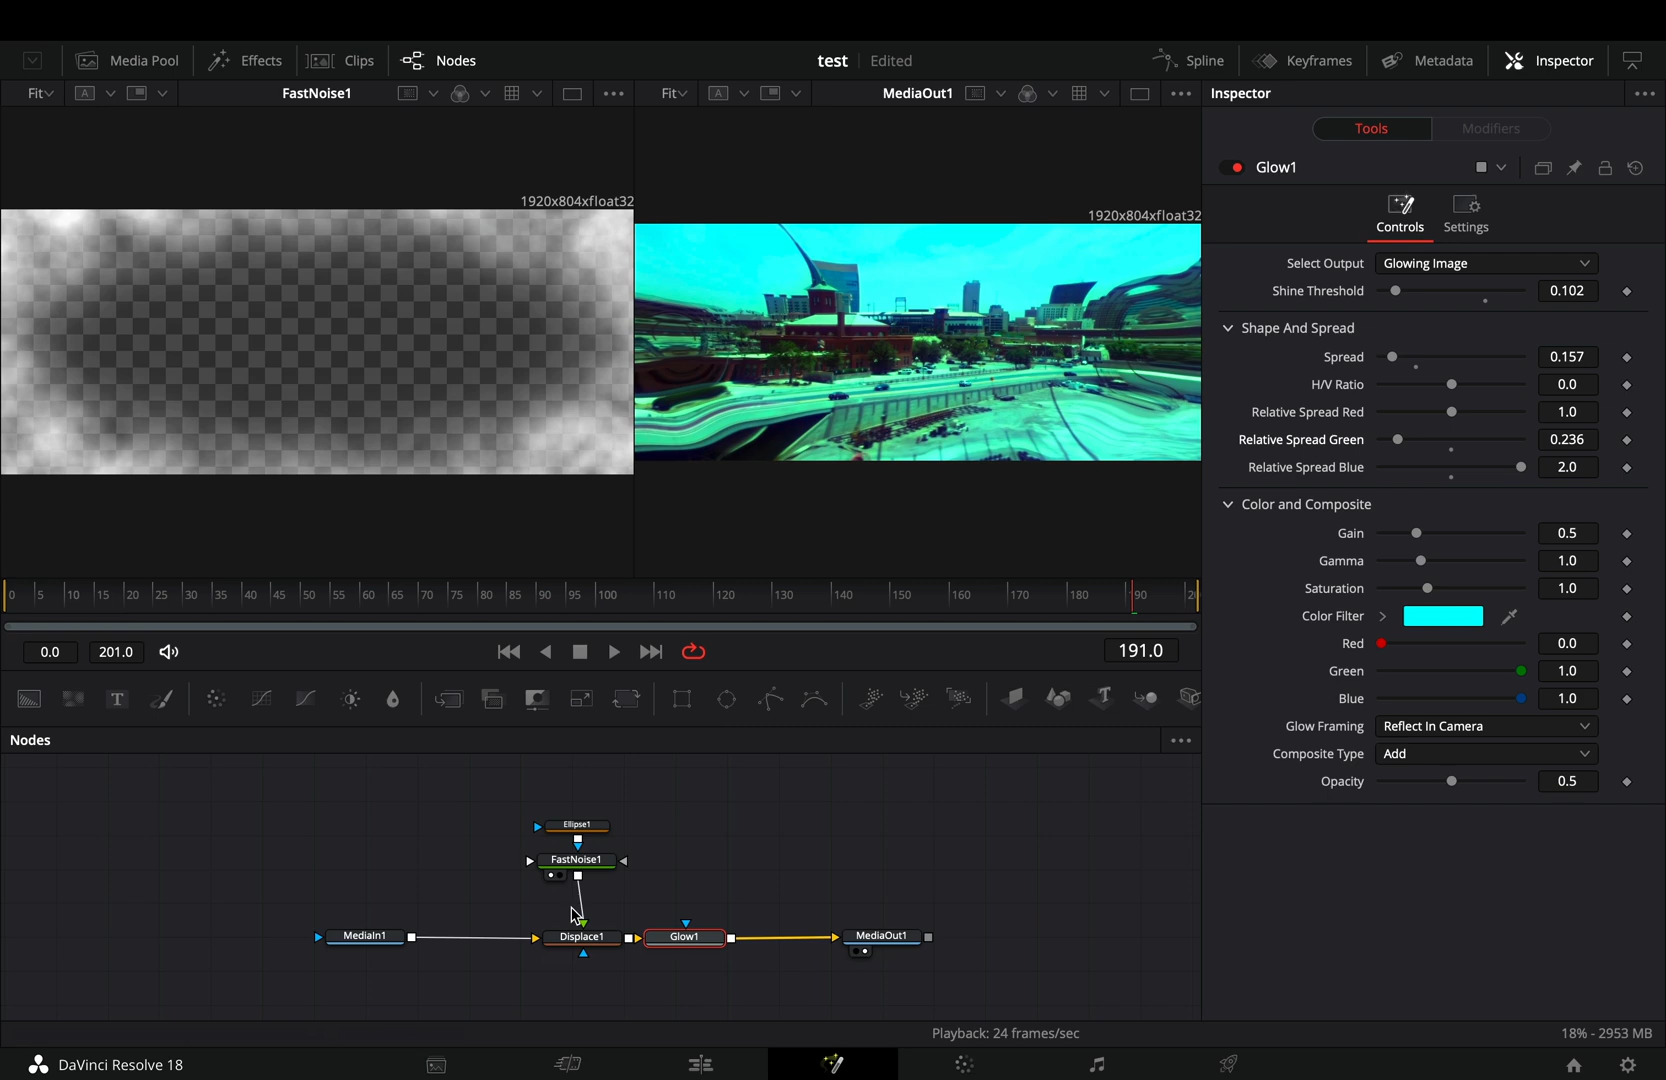 Media Pool Effects Clips Nodes test Edited Spline Keyframes Metadata Inspector
Fit A FastNoise1 Fit A MediaOut1 Inspector
Tools Modifiers
Glow1
1920x804xfloat32
1920x804xfloat32
Controls Settings
Select Output Glowing Image
Shine Threshold 0.102
Shape And Spread
Spread 0.157
H/V Ratio 0.0
Relative Spread Red 1.0
Relative Spread Green 0.236
Relative Spread Blue 2.0
Color and Composite
Gain 0.5
Gamma 1.0
Saturation 1.0
Color Filter
Red 0.0
Green 1.0
Blue 1.0
Glow Framing Reflect In Camera
Composite Type Add
Opacity 0.5
0 5 10 15 20 25 30 35 40 45 50 55 60 65 70 75 80 85 90 95 100 110 120 130 140 150 160 170 180 90 2
0.0 201.0 191.0
T T
Nodes
Ellipse1
FastNoise1
MediaIn1 Displace1 Glow1 MediaOut1
Playback: 24 frames/sec 18% - 2953 MB
DaVinci Resolve 18